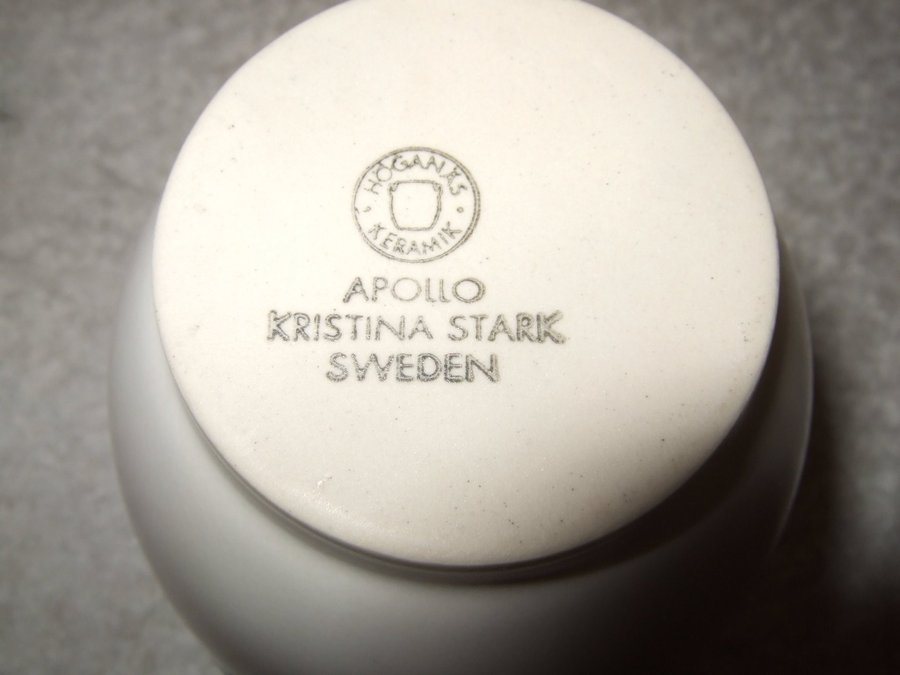 HÖGANÄS
KERAMIK
APOLLO
KRISTINA STARK
SWEDEN